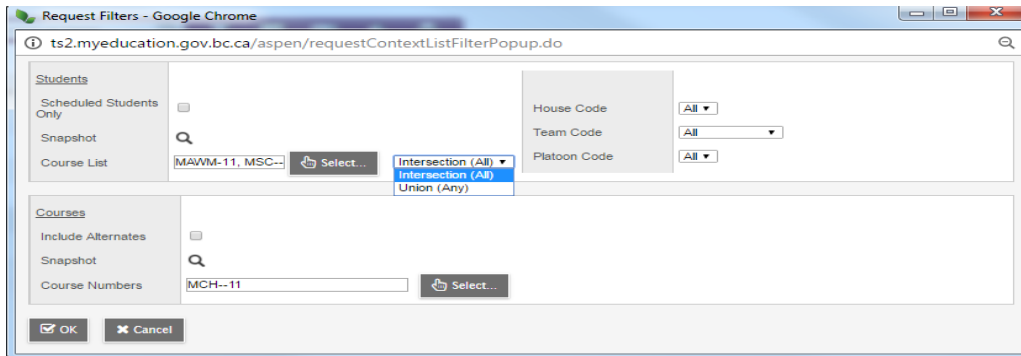 Request Filters - Google Chrome
ts2.myeducation.gov.bc.ca/aspen/requestContextListFilterPopup.do
Students
Scheduled Students Only
House Code All
Snapshot
Team Code All
Course List MAWM-11, MSC-- Select... Intersection (All)
Platoon Code All
Intersection (All)
Union (Any)
Courses
Include Alternates
Snapshot
Course Numbers MCH--11 Select...
OK Cancel